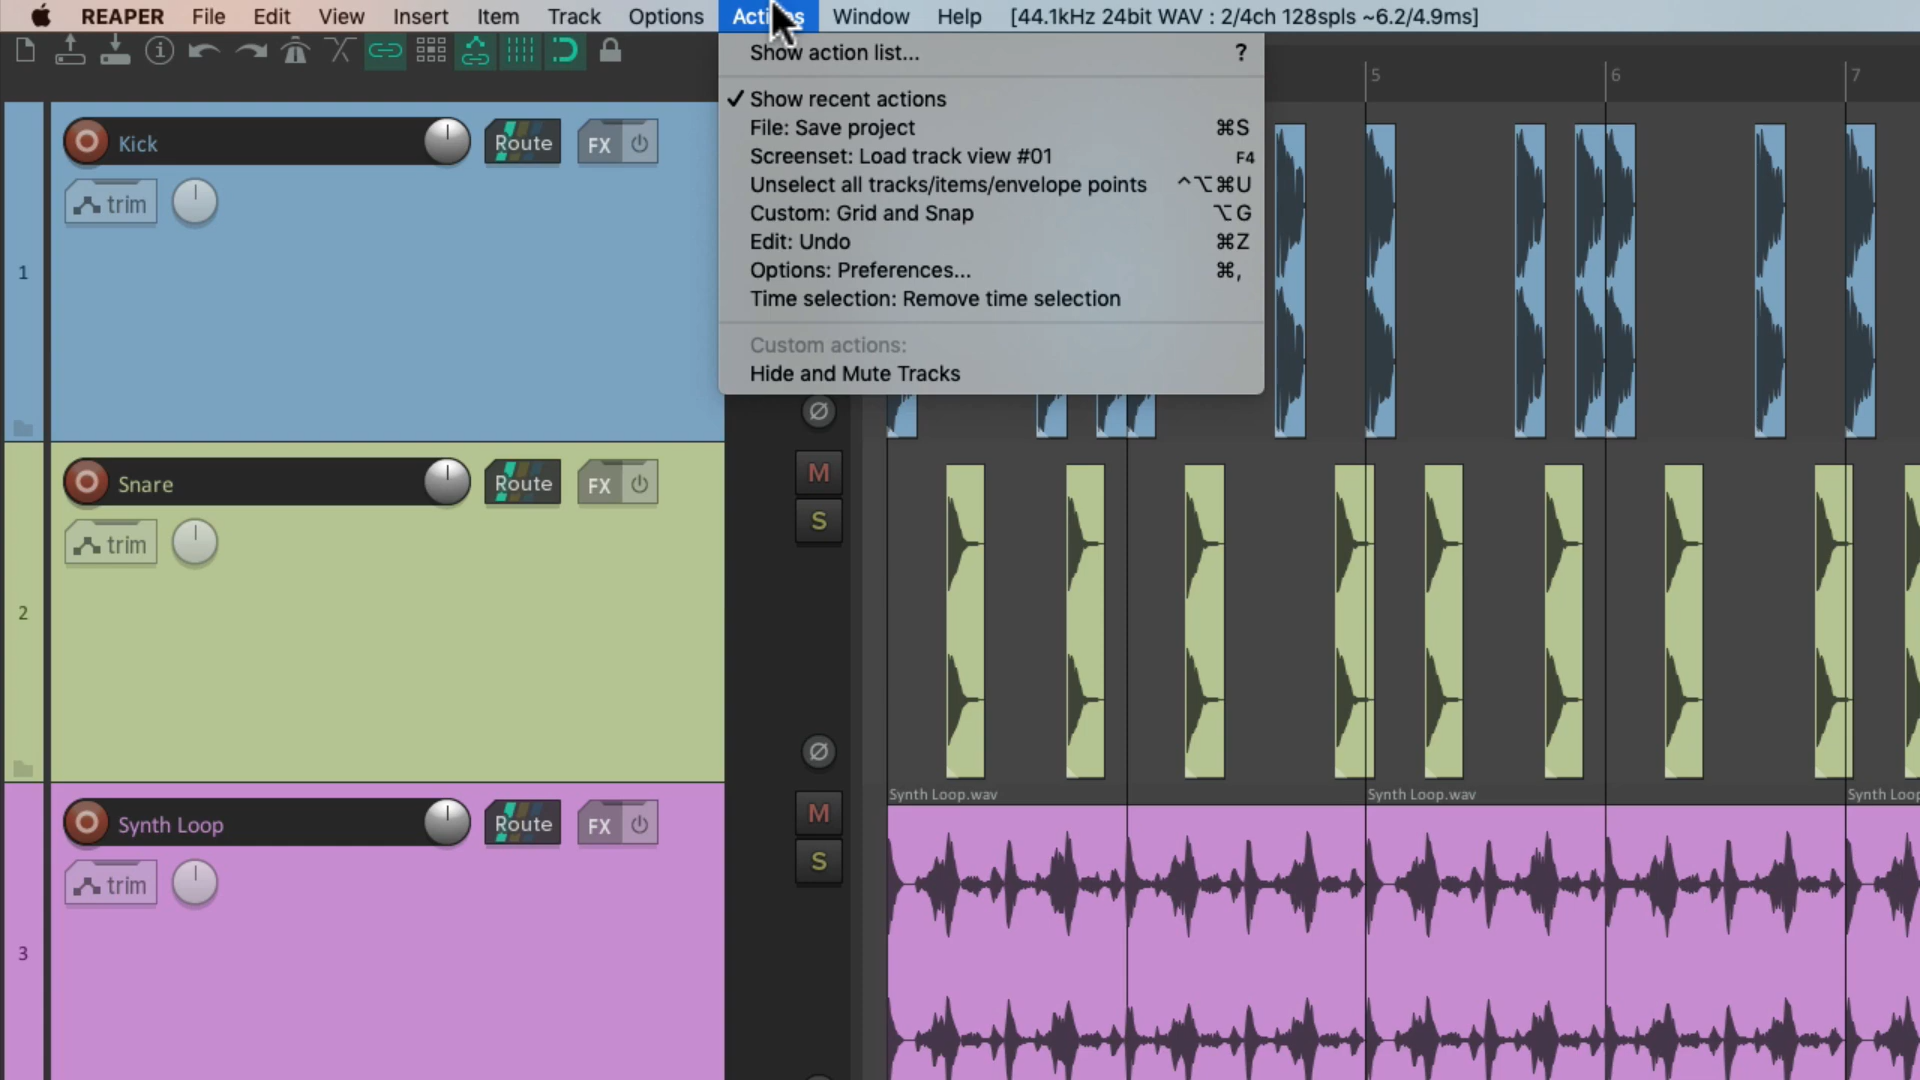 REAPER File Edit View Insert Item Track Options Actions Window Help [44.1kHz 24bit WAV : 2/4ch 128spls ~6.2/4.9ms]
Show action list... ?
✓ Show recent actions
File: Save project ⌘S
Screenset: Load track view #01 F4
Unselect all tracks/items/envelope points ^⌥⌘U
Custom: Grid and Snap ⌥G
Edit: Undo ⌘Z
Options: Preferences... ⌘,
Time selection: Remove time selection
Custom actions:
Hide and Mute Tracks
5 6 7
Kick Route FX
trim
1
Snare Route FX
M
S
trim
2
Synth Loop.wav Synth Loop.wav Synth Loop
Synth Loop Route FX
M
S
trim
3